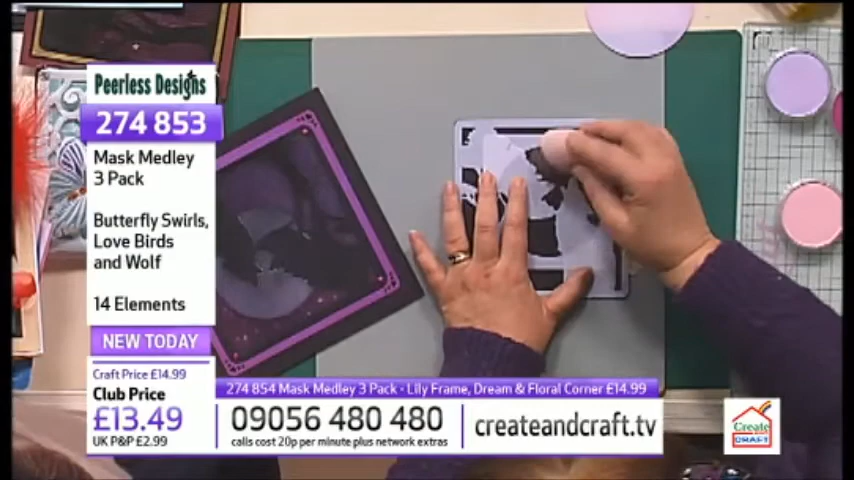 Peerless Designs
274 853
Mask Medley
3 Pack
Butterfly Swirls,
Love Birds
and Wolf
14 Elements
NEW TODAY
Craft Price £14.99
Club Price
£13.49
UK P&P £2.99
274 854 Mask Medley 3 Pack - Lily Frame, Dream & Floral Corner £14.99
09056 480 480
calls cost 20p per minute plus network extras
createandcraft.tv
Create
and
CRAFT